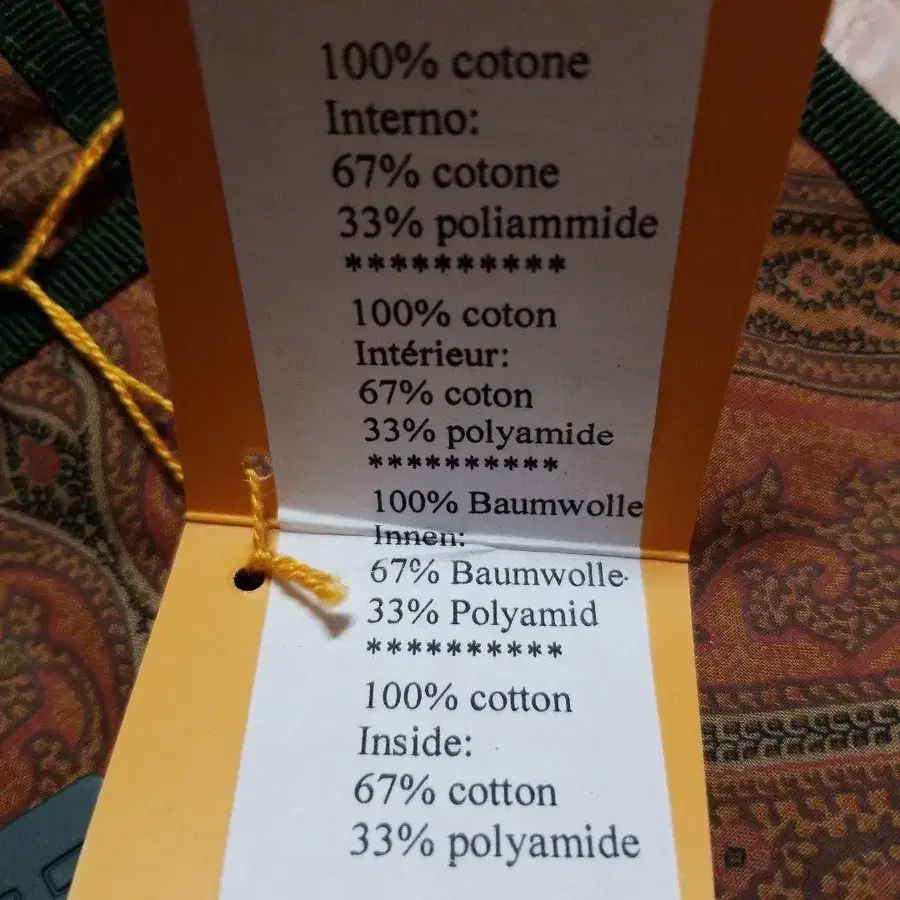 100% cotone
Interno:
67% cotone
33% poliammide
**********
100% coton
Intérieur:
67% coton
33% polyamide
**********
100% Baumwolle
Innen:
67% Baumwolle
33% Polyamid
**********
100% cotton
Inside:
67% cotton
33% polyamide